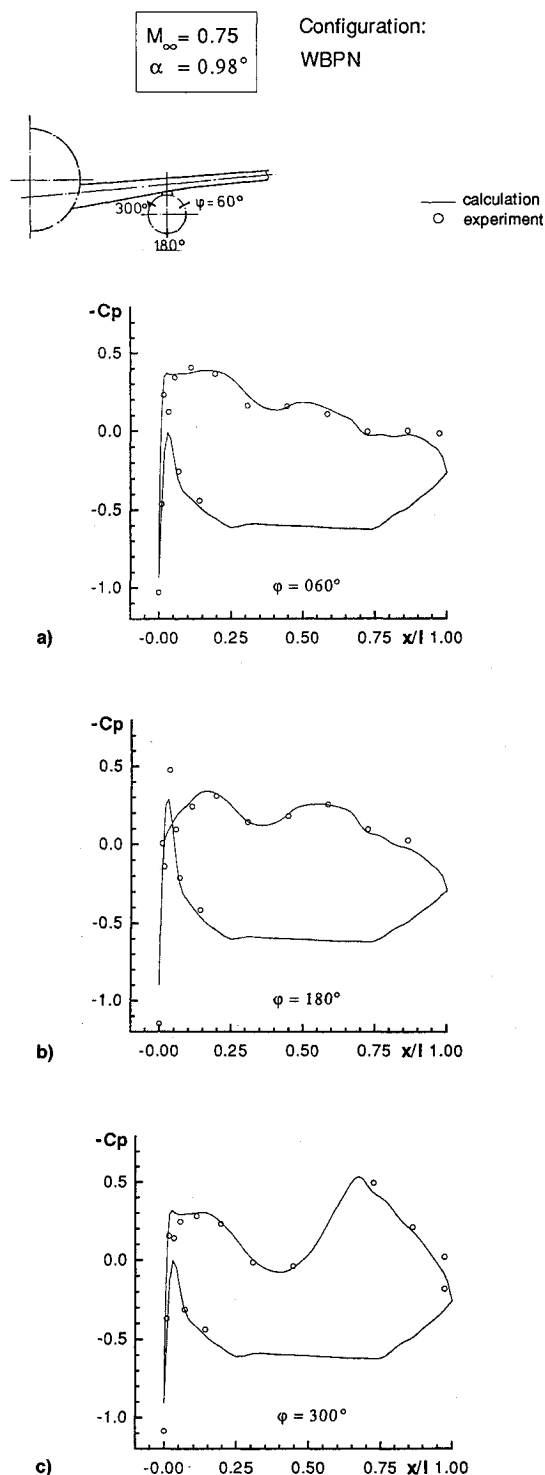 M∞ = 0.75
α = 0.98°
Configuration:
WBPN
300°
φ = 60°
180°
calculation
experiment
-Cp
0.5
0.0
-0.5
-1.0
φ = 060°
a)
-0.00 0.25 0.50 0.75 x/l 1.00
-Cp
0.5
0.0
-0.5
-1.0
φ = 180°
b)
-0.00 0.25 0.50 0.75 x/l 1.00
-Cp
0.5
0.0
-0.5
-1.0
φ = 300°
c)
-0.00 0.25 0.50 0.75 x/l 1.00